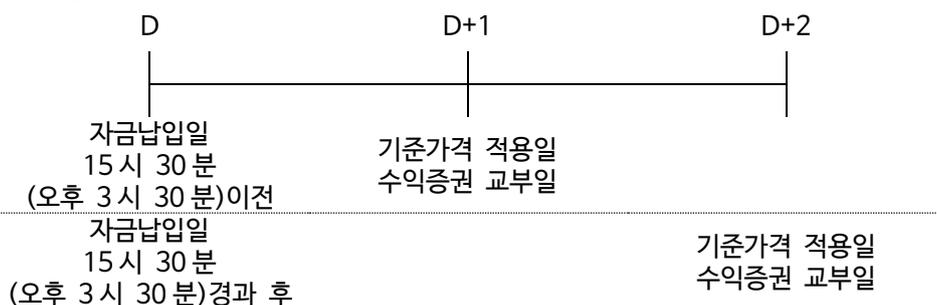 D D+1 D+2
자금납입일
15시 30분
(오후 3시 30분)이전
기준가격 적용일
수익증권 교부일
자금납입일
15시 30분
(오후 3시 30분)경과 후
기준가격 적용일
수익증권 교부일